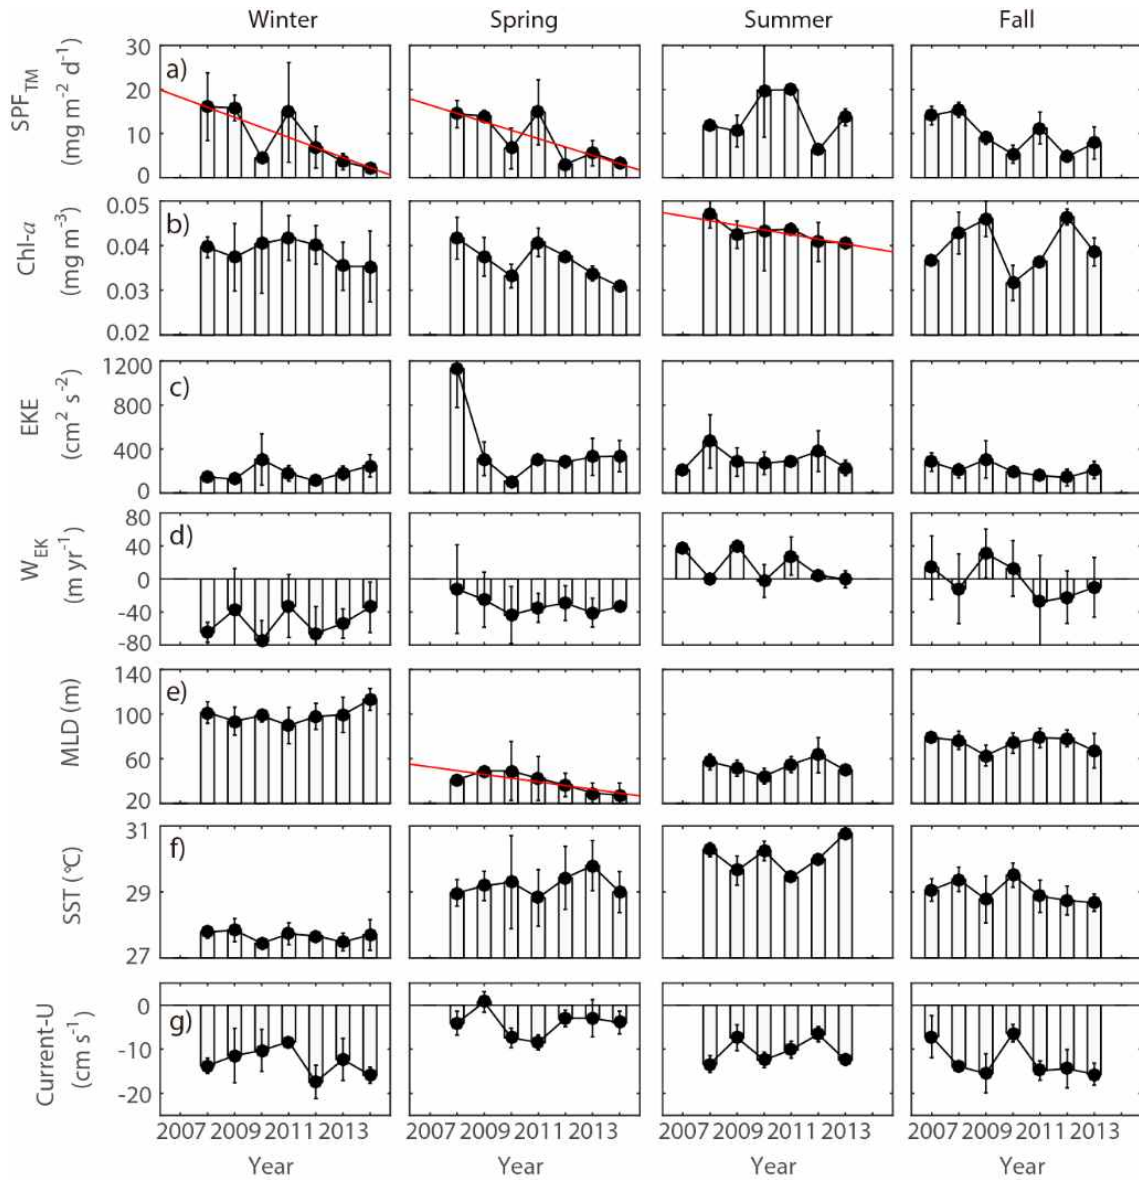 Winter Spring Summer Fall
a)
SPF_TM
(mg m⁻² d⁻¹)
30
20
10
0
b)
Chl-a
(mg m⁻³)
0.05
0.04
0.03
0.02
c)
EKE
(cm² s⁻²)
1200
800
400
0
d)
W_EK
(m yr⁻¹)
80
40
0
-40
-80
e)
MLD (m)
140
100
60
20
f)
SST (°C)
31
29
27
g)
Current-U
(cm s⁻¹)
0
-10
-20
2007 2009 2011 2013 2007 2009 2011 2013 2007 2009 2011 2013 2007 2009 2011 2013
Year Year Year Year